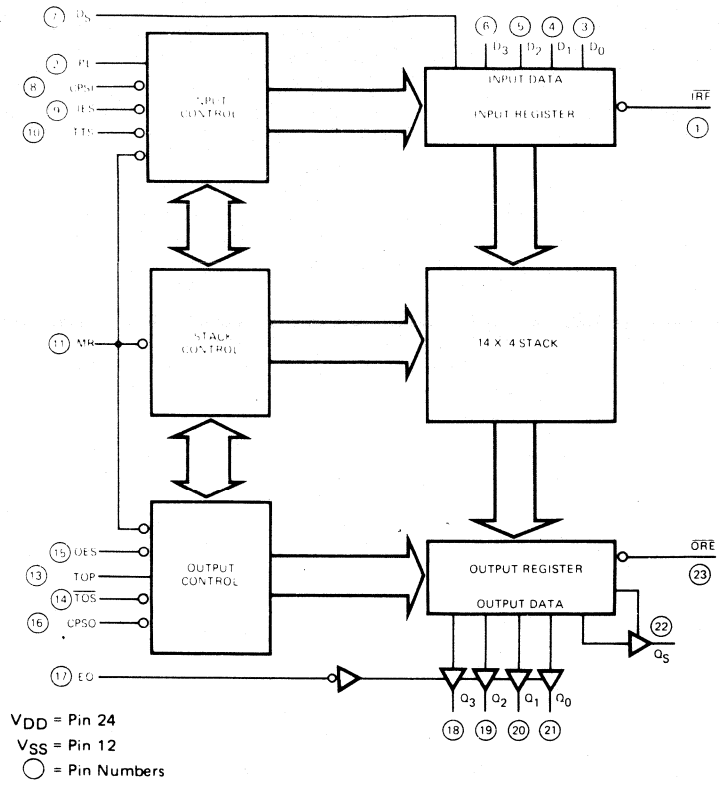 7 DS
6 5 4 3
D3 D2 D1 D0
2 PL
8 CPSI
9 IES
10 TTS
INPUT
CONTROL
INPUT DATA
INPUT REGISTER
IRF
1
11 MR
STACK
CONTROL
14 X 4 STACK
15 OES
13 TOP
14 TOS
16 CPSO
OUTPUT
CONTROL
OUTPUT REGISTER
OUTPUT DATA
ORE
23
22
QS
17 EO
Q3 Q2 Q1 Q0
18 19 20 21
VDD = Pin 24
VSS = Pin 12
= Pin Numbers